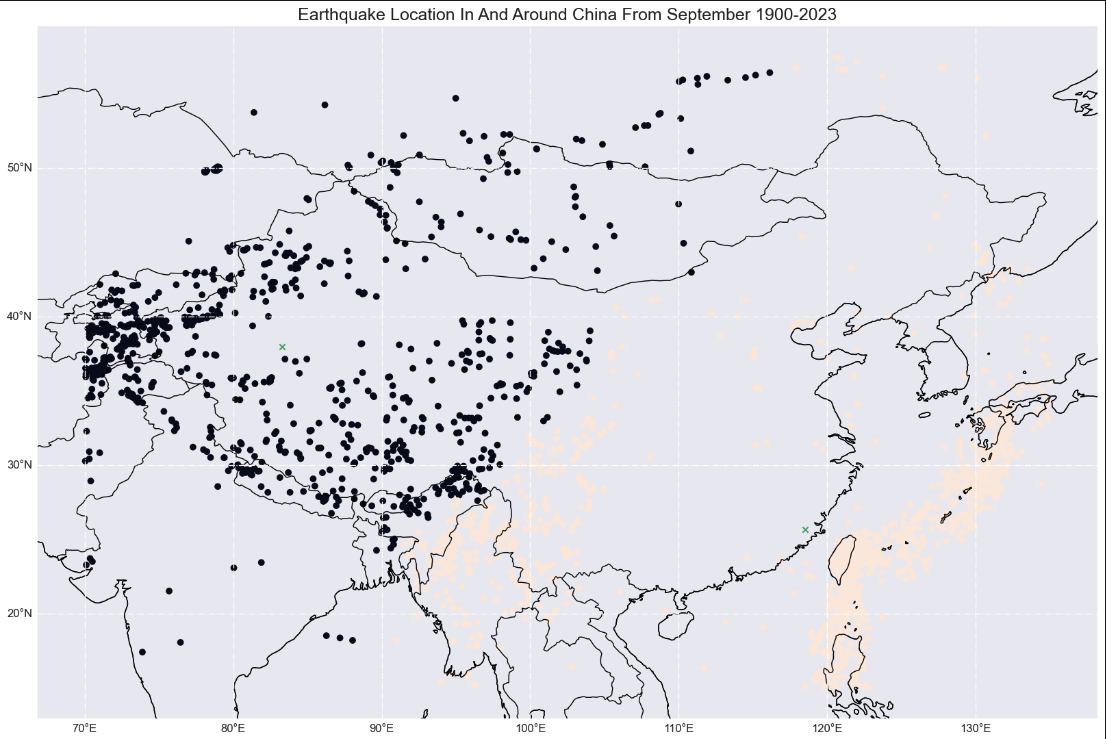 Earthquake Location In And Around China From September 1900-2023
50°N
40°N
30°N
20°N
70°E
80°E
90°E
100°E
110°E
120°E
130°E